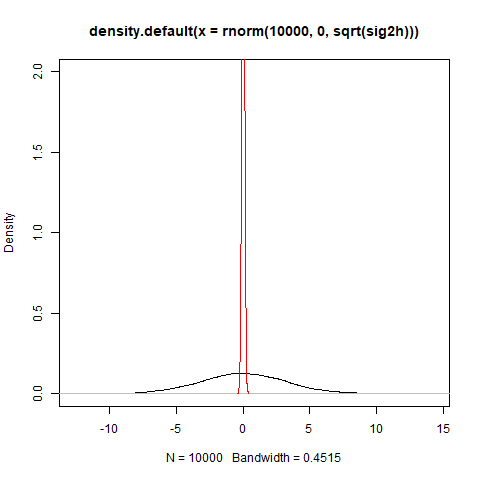 density.default(x = rnorm(10000, 0, sqrt(sig2h)))
Density
2.0
1.5
1.0
0.5
0.0
-10 -5 0 5 10 15
N = 10000 Bandwidth = 0.4515